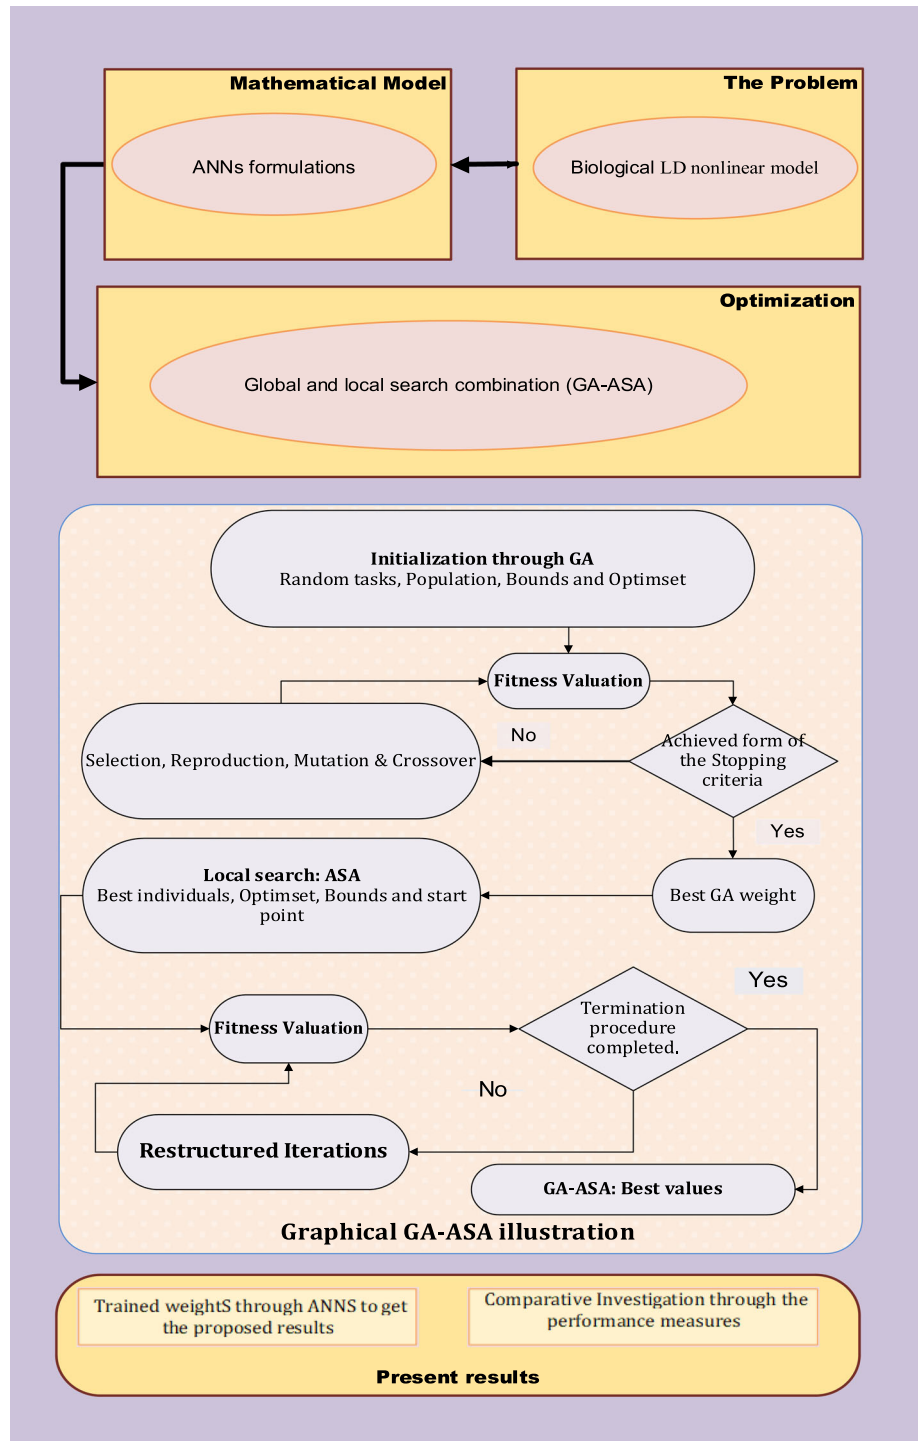 Mathematical Model
ANNs formulations
The Problem
Biological LD nonlinear model
Optimization
Global and local search combination (GA-ASA)
Initialization through GA
Random tasks, Population, Bounds and Optimset
Fitness Valuation
No
Selection, Reproduction, Mutation & Crossover
Achieved form of
the Stopping
criteria
Yes
Local search: ASA
Best individuals, Optimset, Bounds and start
point
Best GA weight
Yes
Fitness Valuation
Termination
procedure
completed.
No
Restructured Iterations
GA-ASA: Best values
Graphical GA-ASA illustration
Trained weightS through ANNS to get
the proposed results
Comparative Investigation through the
performance measures
Present results